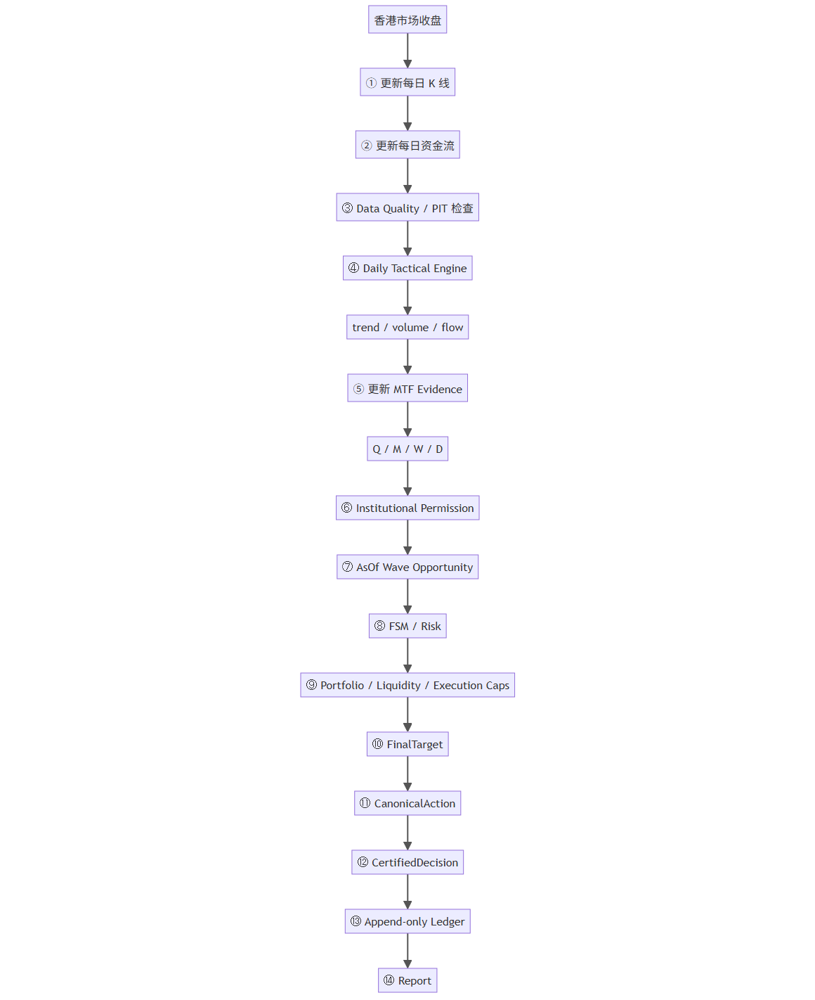 香港市场收盘
① 更新每日 K 线
② 更新每日资金流
③ Data Quality / PIT 检查
④ Daily Tactical Engine
trend / volume / flow
⑤ 更新 MTF Evidence
Q / M / W / D
⑥ Institutional Permission
⑦ AsOf Wave Opportunity
⑧ FSM / Risk
⑨ Portfolio / Liquidity / Execution Caps
⑩ FinalTarget
⑪ CanonicalAction
⑫ CertifiedDecision
⑬ Append-only Ledger
⑭ Report